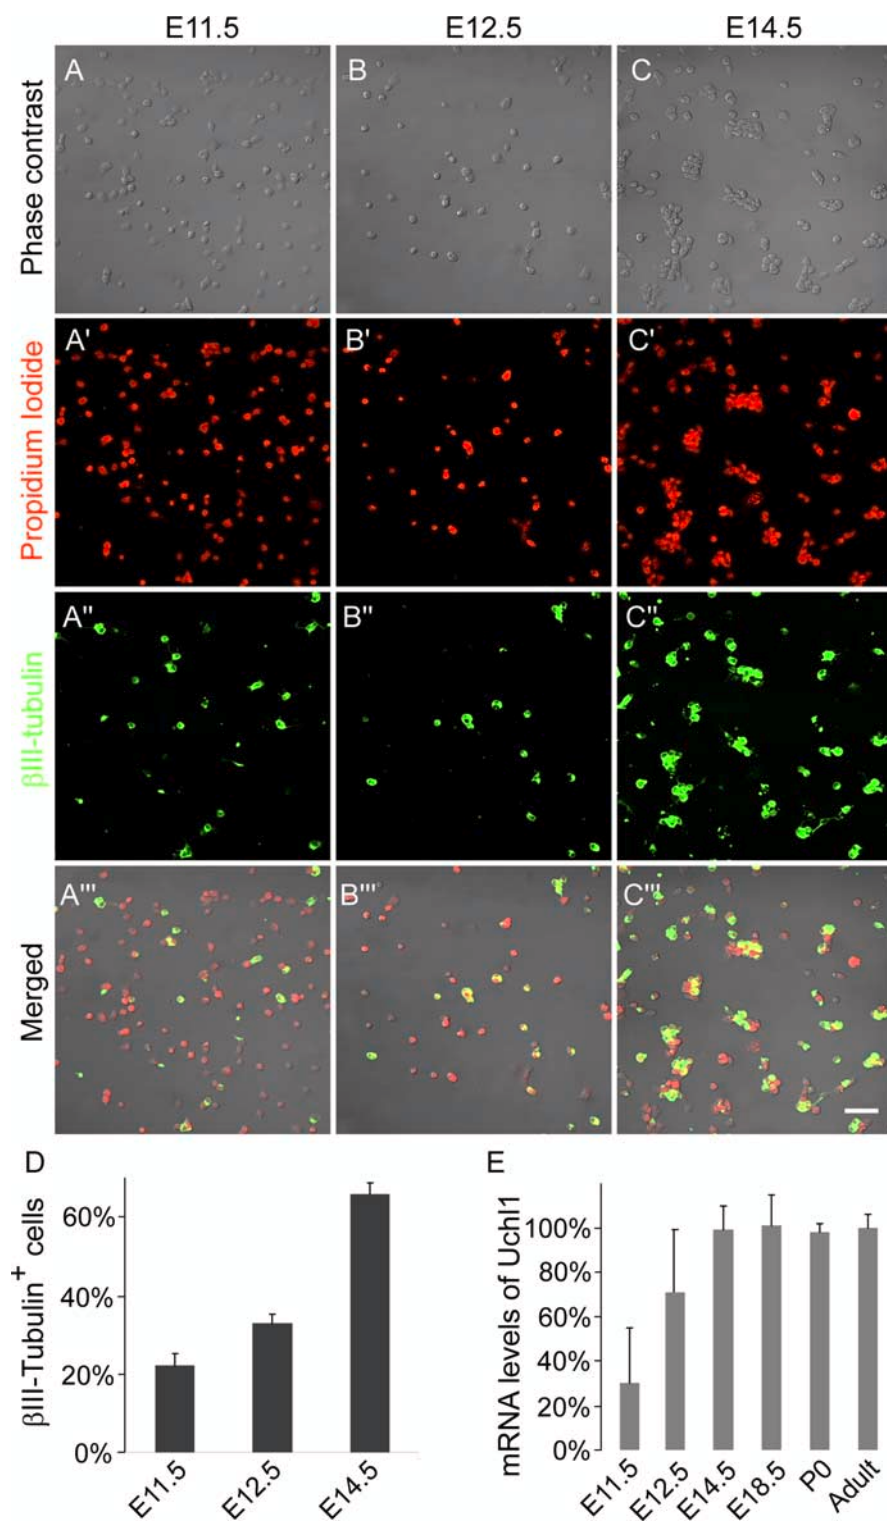 E11.5 E12.5 E14.5
Phase contrast
A B C
Propidium Iodide
A' B' C'
βIII-tubulin
A'' B'' C''
Merged
A''' B''' C'''
D
βIII-Tubulin+ cells
60%
40%
20%
0%
E11.5 E12.5 E14.5
E
mRNA levels of Uchl1
100%
80%
60%
40%
20%
0%
E11.5 E12.5 E14.5 E18.5 P0 Adult